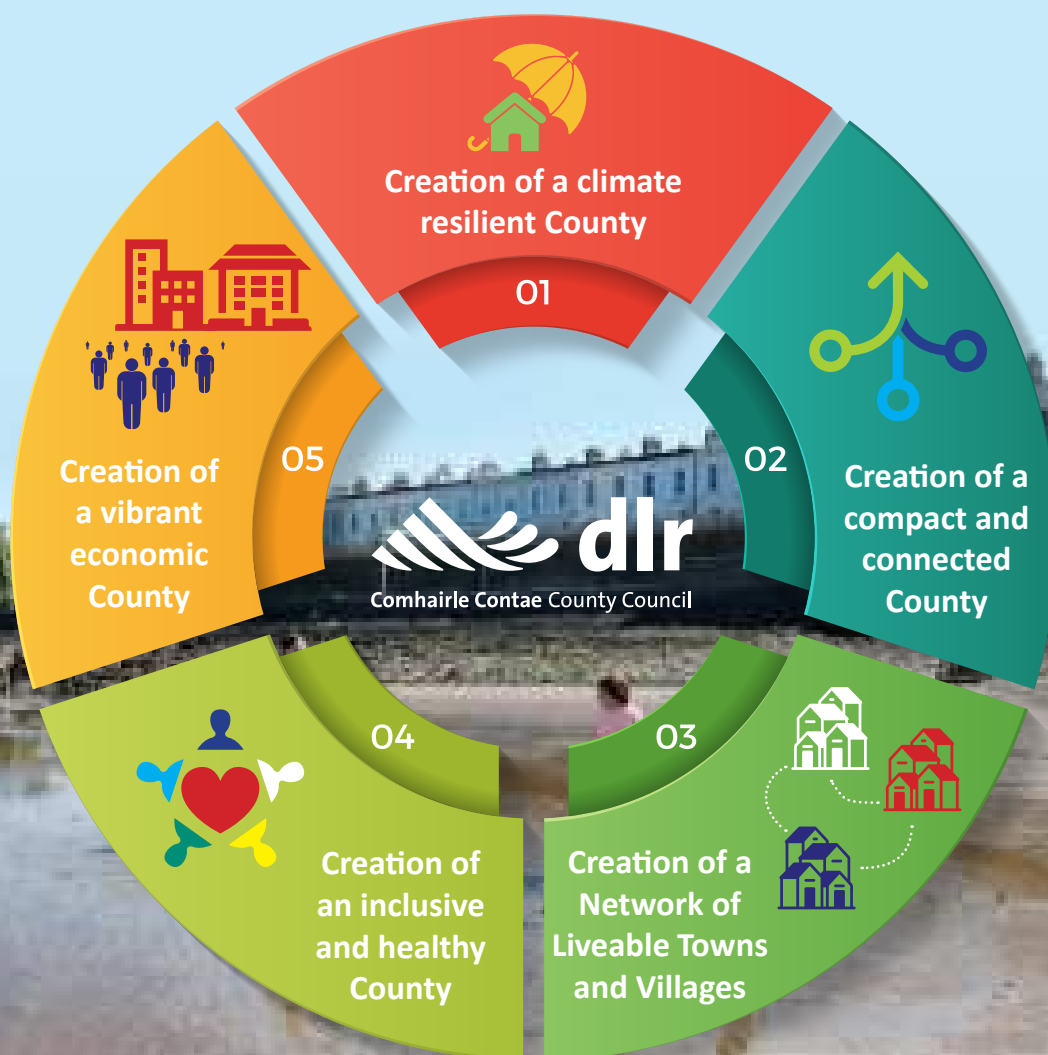 Creation of a climate
resilient County
01
02
Creation of a
compact and
connected
County
03
Creation of a
Network of
Liveable Towns
and Villages
04
Creation of
an inclusive
and healthy
County
05
Creation of
a vibrant
economic
County
dlr
Comhairle Contae County Council